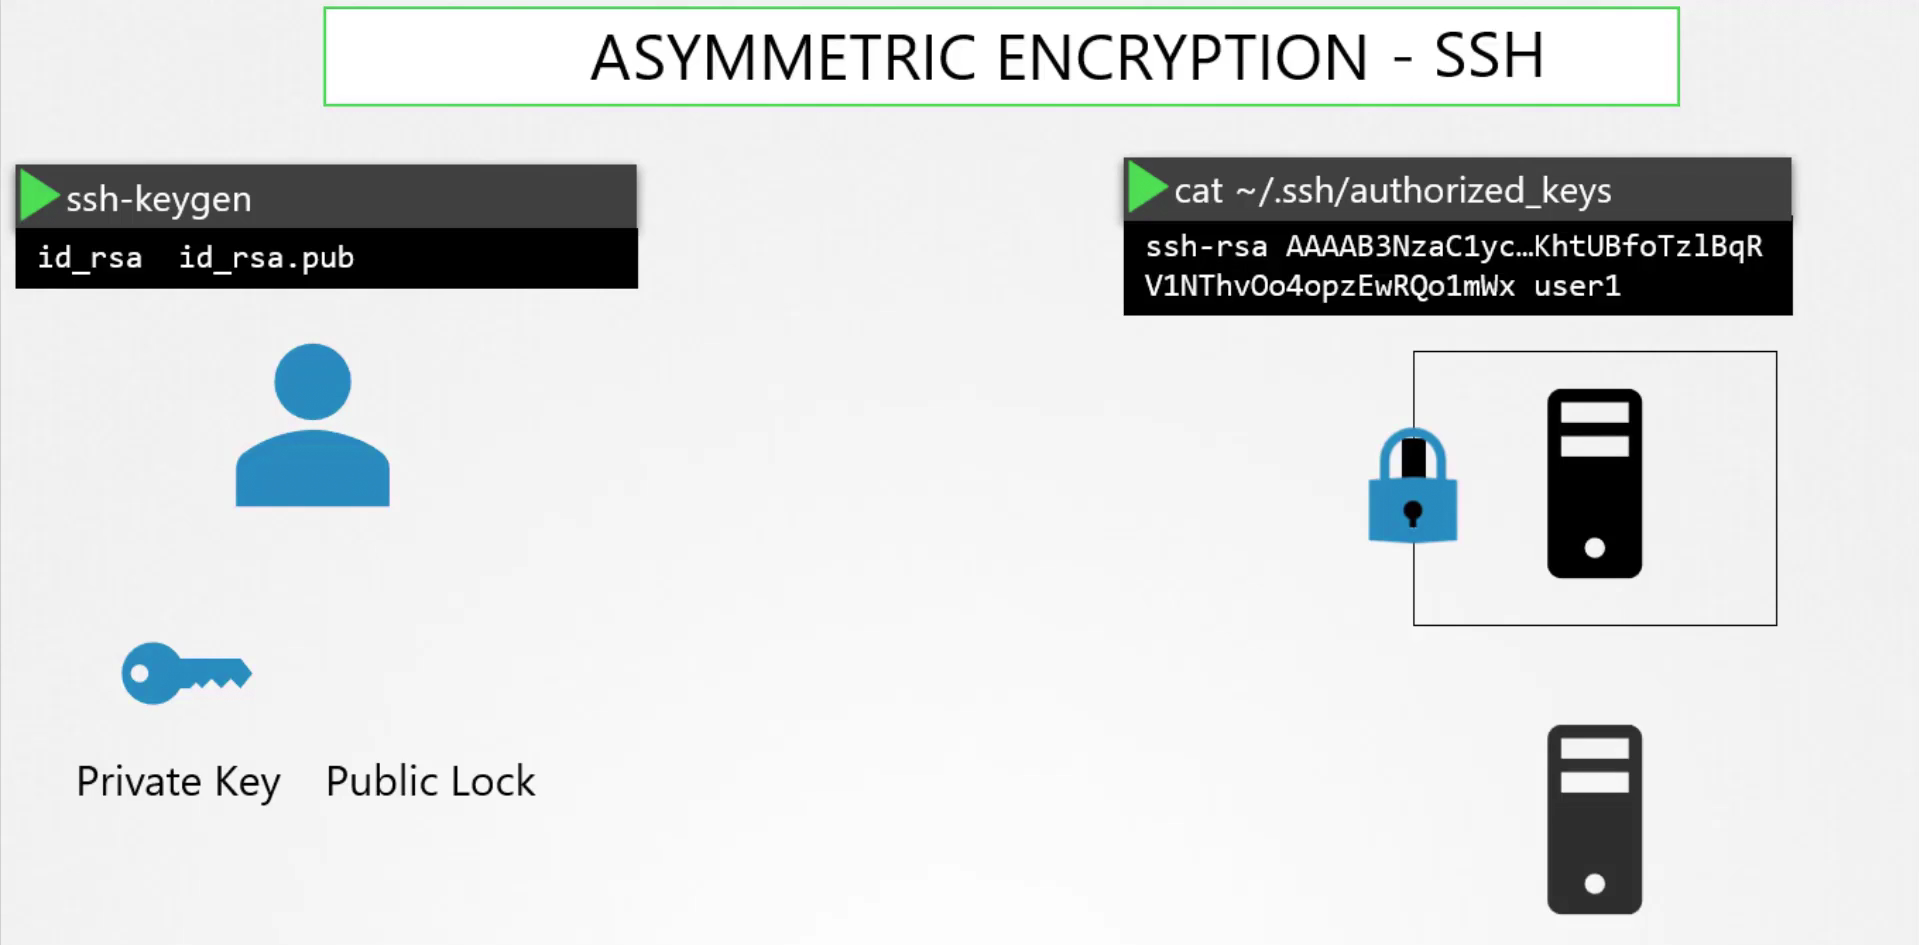 ASYMMETRIC ENCRYPTION - SSH
ssh-keygen
id_rsa  id_rsa.pub
cat ~/.ssh/authorized_keys
ssh-rsa AAAAB3NzaC1yc…KhtUBfoTzlBqR
V1NThvOo4opzEwRQo1mWx user1
Private Key
Public Lock